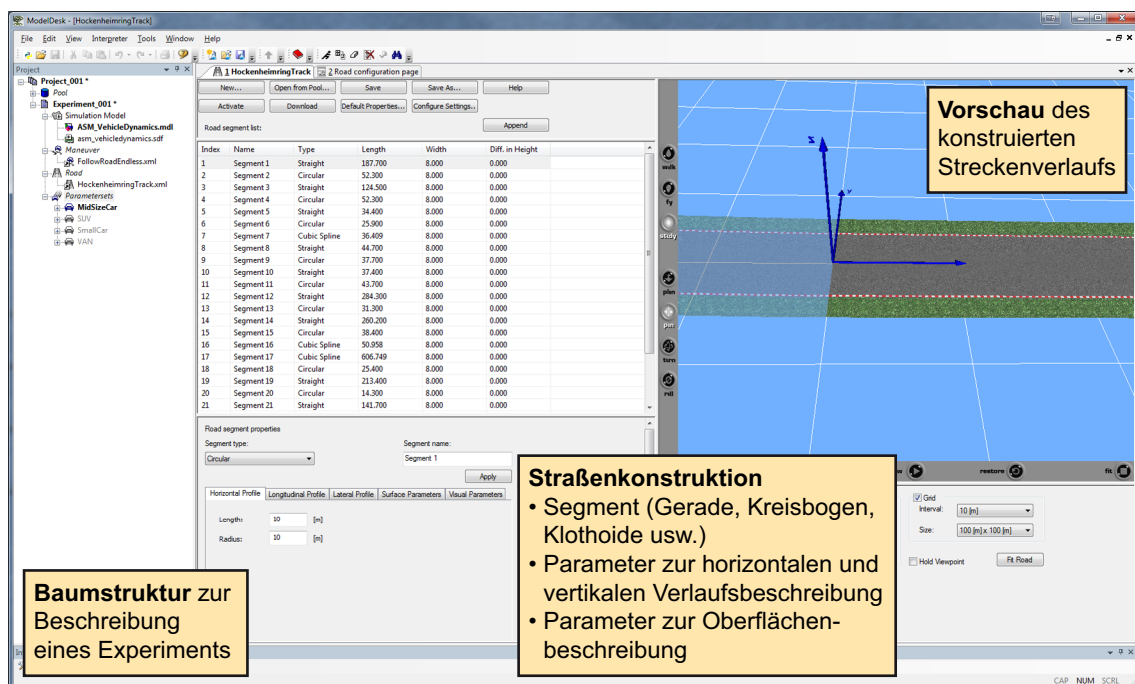 ModelDesk - [HockenheimringTrack]
File Edit View Interpreter Tools Window Help
Project
1 HockenheimringTrack 2 Road configuration page
Project_001 *
Pool
Experiment_001 *
Simulation Model
ASM_VehicleDynamics.mdl
asm_vehicledynamics.sdf
Maneuver
FollowRoadEndless.xml
Road
HockenheimringTrack.xml
Parametersets
MidSizeCar
SUV
SmallCar
VAN
New... Open from Pool... Save Save As... Help
Activate Download Default Properties... Configure Settings..
Road segment list: Append
Index Name Type Length Width Diff. in Height
1 Segment 1 Straight 187.700 8.000 0.000
2 Segment 2 Circular 52.300 8.000 0.000
3 Segment 3 Straight 124.500 8.000 0.000
4 Segment 4 Circular 52.300 8.000 0.000
5 Segment 5 Straight 34.400 8.000 0.000
6 Segment 6 Circular 25.900 8.000 0.000
7 Segment 7 Cubic Spline 36.409 8.000 0.000
8 Segment 8 Straight 44.700 8.000 0.000
9 Segment 9 Circular 37.700 8.000 0.000
10 Segment 10 Straight 37.400 8.000 0.000
11 Segment 11 Circular 43.700 8.000 0.000
12 Segment 12 Straight 284.300 8.000 0.000
13 Segment 13 Circular 31.300 8.000 0.000
14 Segment 14 Straight 260.200 8.000 0.000
15 Segment 15 Circular 38.400 8.000 0.000
16 Segment 16 Cubic Spline 50.958 8.000 0.000
17 Segment 17 Cubic Spline 606.749 8.000 0.000
18 Segment 18 Circular 25.400 8.000 0.000
19 Segment 19 Straight 213.400 8.000 0.000
20 Segment 20 Circular 14.300 8.000 0.000
21 Segment 21 Straight 141.700 8.000 0.000
Road segment properties
Segment type: Segment name:
Circular Segment 1
Apply
Horizontal Profile Longitudinal Profile Lateral Profile Surface Parameters Visual Parameters
Length: 10 [m]
Radius: 10 [m]
walk
fly
study
plan
pan
turn
roll
z
y
Vorschau des
konstruierten
Streckenverlaufs
restore fit
Grid
Interval: 10 [m]
Size: 100 [m] x 100 [m]
Hold Viewpoint Fit Road
Straßenkonstruktion
• Segment (Gerade, Kreisbogen,
Klothoide usw.)
• Parameter zur horizontalen und
vertikalen Verlaufsbeschreibung
• Parameter zur Oberflächen-
beschreibung
Baumstruktur zur
Beschreibung
eines Experiments
CAP NUM SCRL